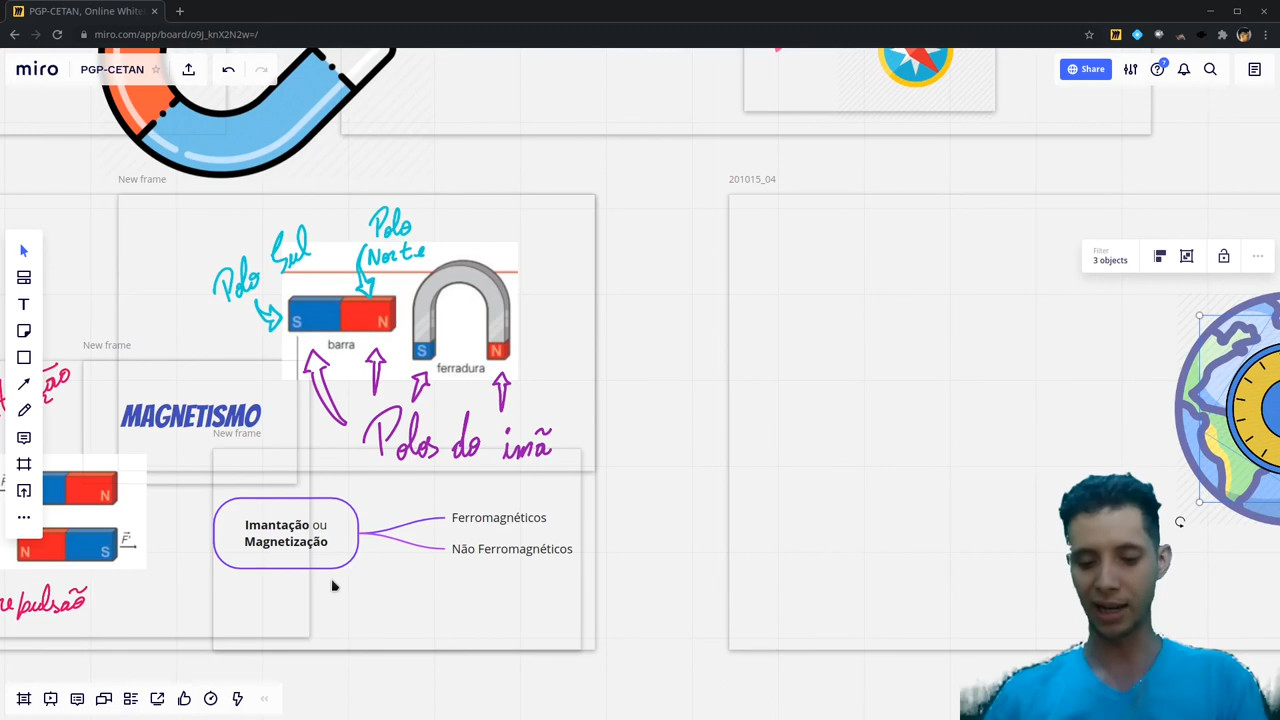 PGP-CETAN, Online White
miro.com/app/board/o9J_knX2N2w=/
miro
PGP-CETAN
Share
7
New frame
201015_04
Filter
3 objects
Polo Sul
Polo
Norte
S
N
barra
S
N
ferradura
Polos do imã
New frame
MAGNETISMO
New frame
N
N
S
F
repulsão
Imantação ou
Magnetização
Ferromagnéticos
Não Ferromagnéticos
T